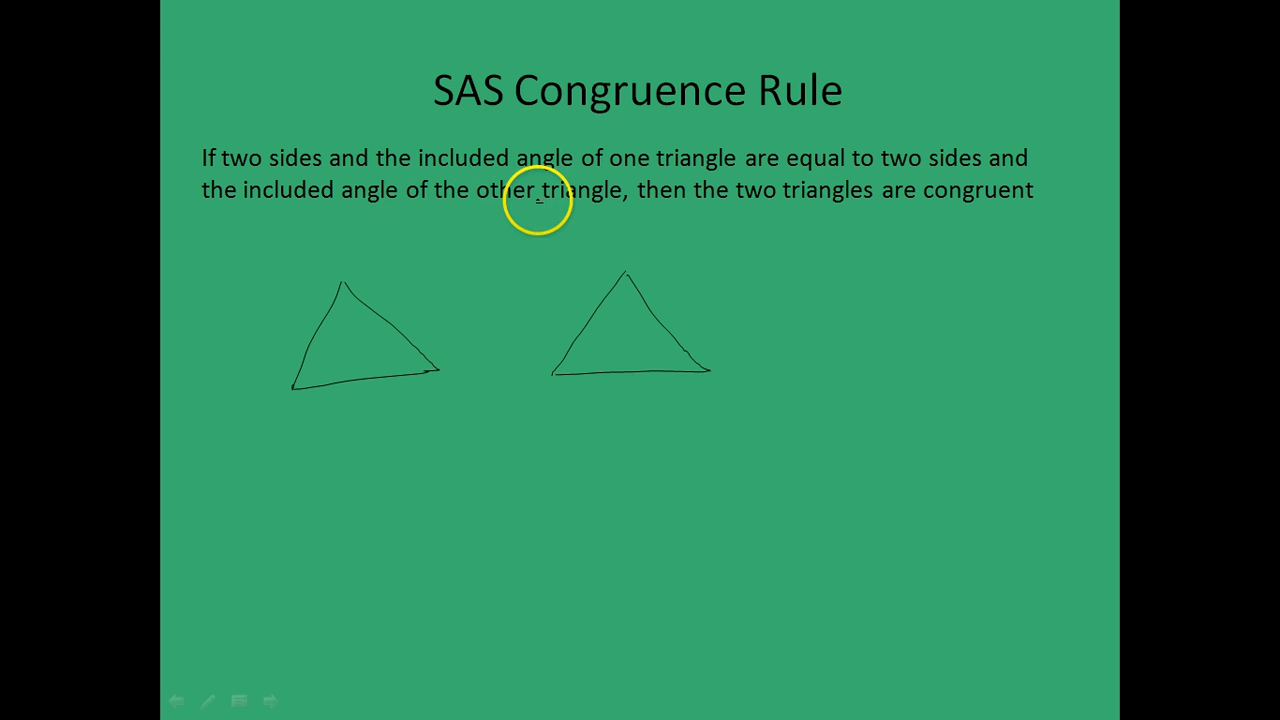 SAS Congruence Rule
If two sides and the included angle of one triangle are equal to two sides and
the included angle of the other triangle, then the two triangles are congruent